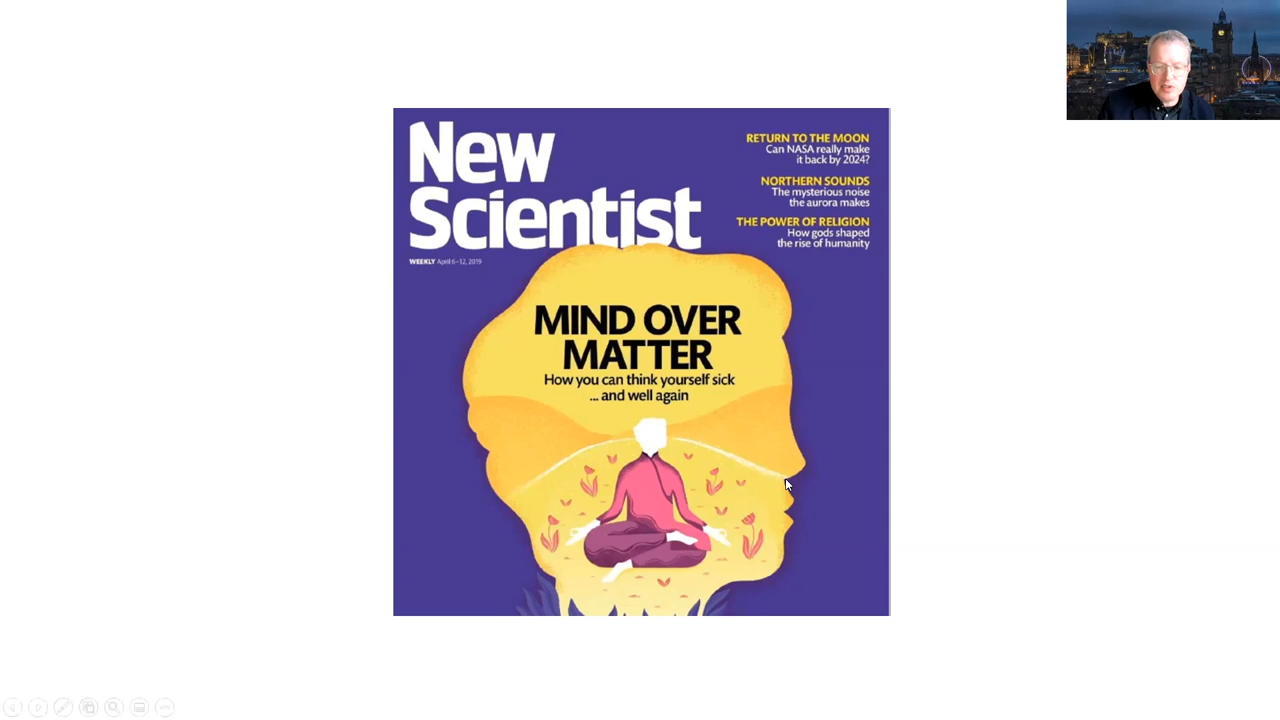 New
Scientist
WEEKLY April 6–12, 2019
RETURN TO THE MOON
Can NASA really make
it back by 2024?
NORTHERN SOUNDS
The mysterious noise
the aurora makes
THE POWER OF RELIGION
How gods shaped
the rise of humanity
MIND OVER
MATTER
How you can think yourself sick
... and well again